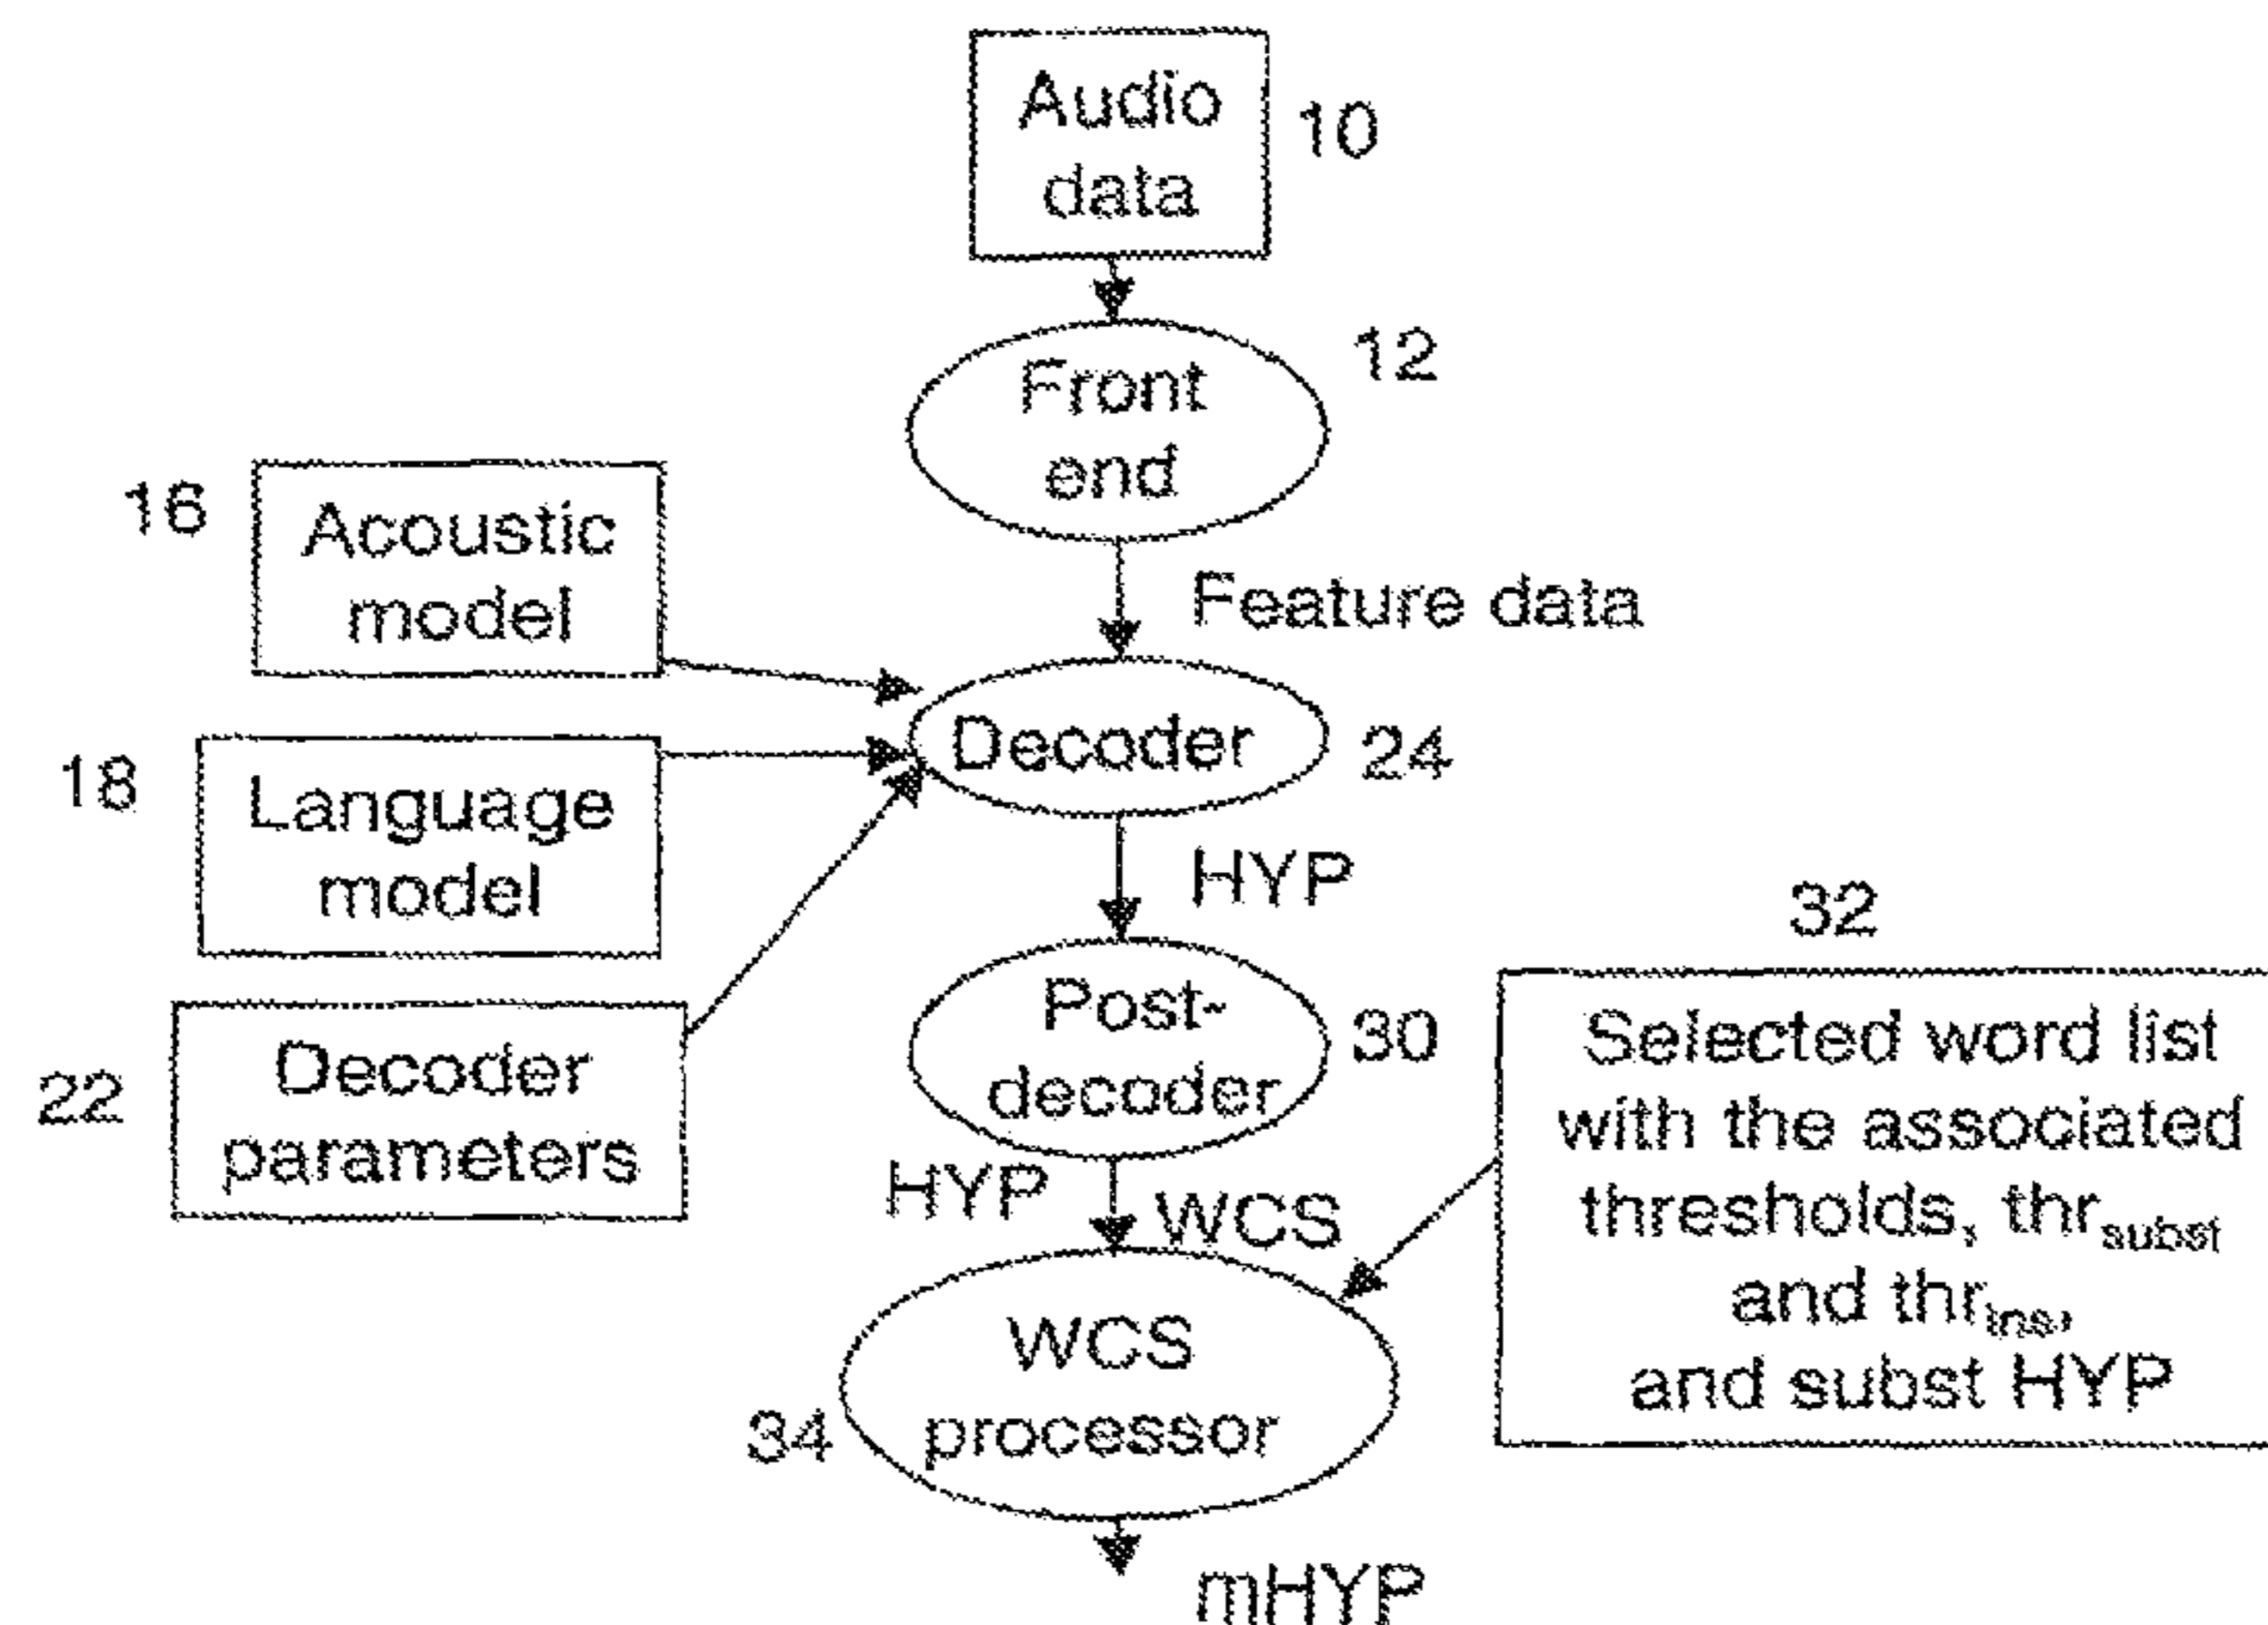 Audio
data
10
Front
end
12
Feature data
16
Acoustic
model
18
Language
model
22
Decoder
parameters
Decoder
24
HYP
Post-
decoder
30
HYP
WCS
32
Selected word list
with the associated
thresholds, thrsubst
and thrins,
and subst HYP
WCS
processor
34
mHYP